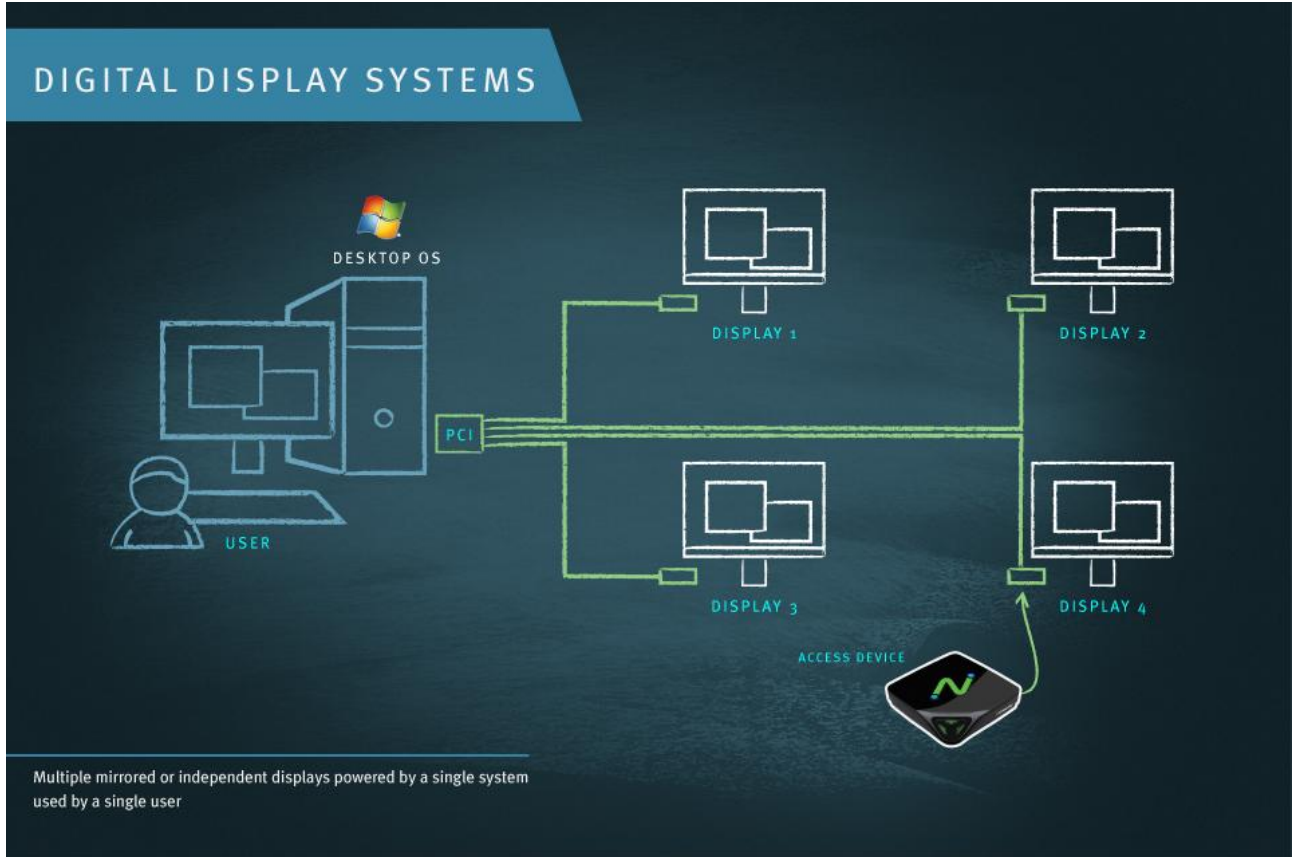 DIGITAL DISPLAY SYSTEMS
DESKTOP OS
DISPLAY 1
DISPLAY 2
PCI
USER
DISPLAY 3
DISPLAY 4
ACCESS DEVICE
Multiple mirrored or independent displays powered by a single system
used by a single user